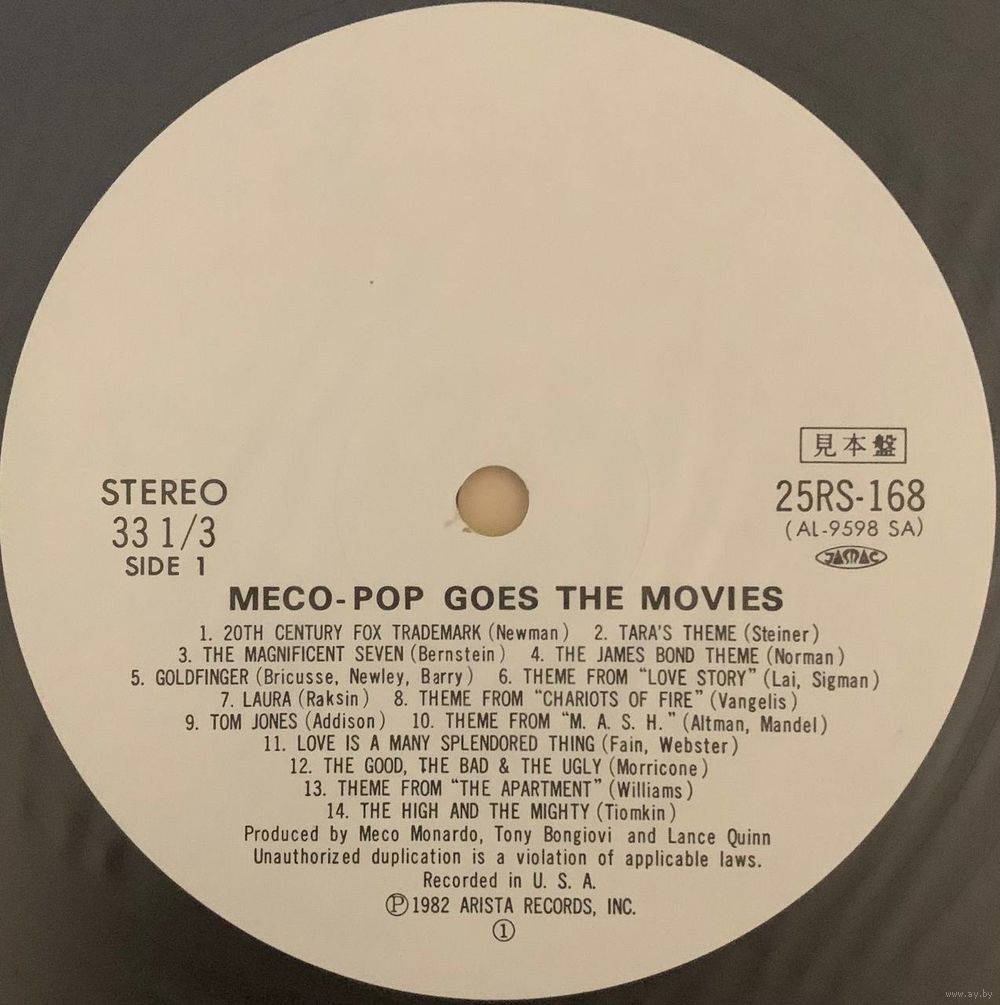 見本盤
STEREO
25RS-168
33 1/3
(AL-9598 SA)
SIDE 1
JASRAC
MECO-POP GOES THE MOVIES
1. 20TH CENTURY FOX TRADEMARK (Newman) 2. TARA'S THEME (Steiner)
3. THE MAGNIFICENT SEVEN (Bernstein) 4. THE JAMES BOND THEME (Norman)
5. GOLDFINGER (Bricusse, Newley, Barry) 6. THEME FROM "LOVE STORY" (Lai, Sigman)
7. LAURA (Raksin) 8. THEME FROM "CHARIOTS OF FIRE" (Vangelis)
9. TOM JONES (Addison) 10. THEME FROM "M. A. S. H." (Altman, Mandel)
11. LOVE IS A MANY SPLENDORED THING (Fain, Webster)
12. THE GOOD, THE BAD & THE UGLY (Morricone)
13. THEME FROM "THE APARTMENT" (Williams)
14. THE HIGH AND THE MIGHTY (Tiomkin)
Produced by Meco Monardo, Tony Bongiovi and Lance Quinn
Unauthorized duplication is a violation of applicable laws.
Recorded in U. S. A.
Ⓟ1982 ARISTA RECORDS, INC.
①
www.ay.by